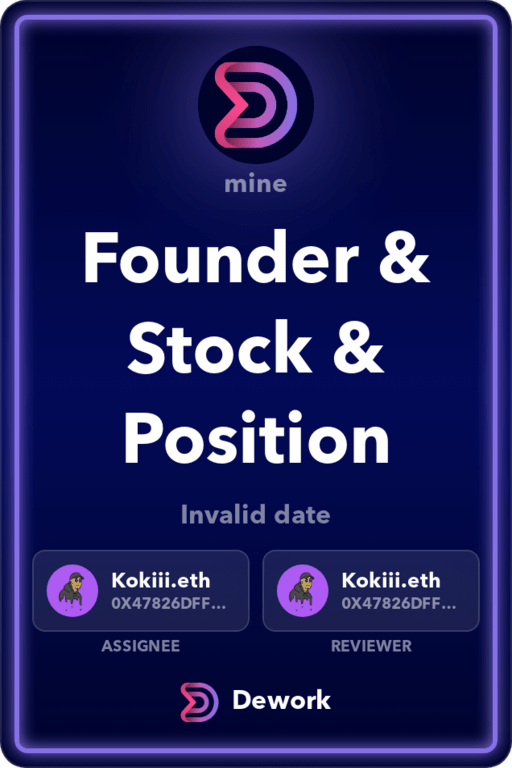 mine
Founder &
Stock &
Position
Invalid date
Kokiii.eth
0X47826DFF...
ASSIGNEE
Kokiii.eth
0X47826DFF...
REVIEWER
Dework